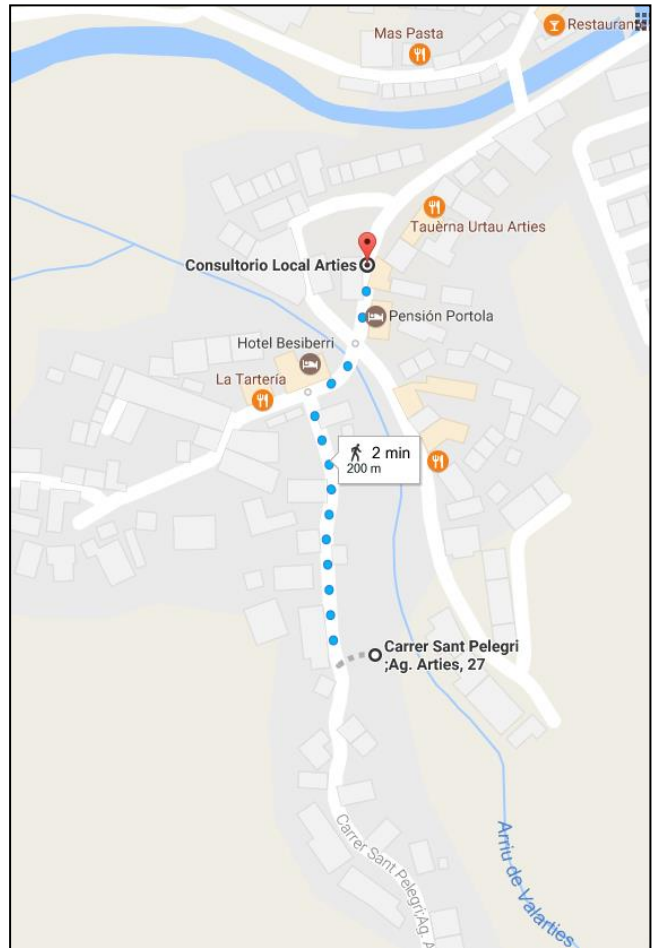 Mas Pasta
Restauran
Tauèrna Urtau Arties
Consultorio Local Arties
Pensión Portola
Hotel Besiberri
La Tartería
2 min
200 m
Carrer Sant Pelegri
;Ag. Arties, 27
Carrer Sant Pelegri;Ag. A
Arriu de Valarties